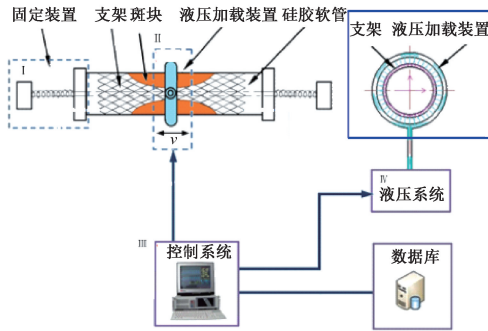 固定装置
支架 斑块
液压加载装置
硅胶软管
支架
液压加载装置
I
II
v
IV
液压系统
III
控制系统
数据库